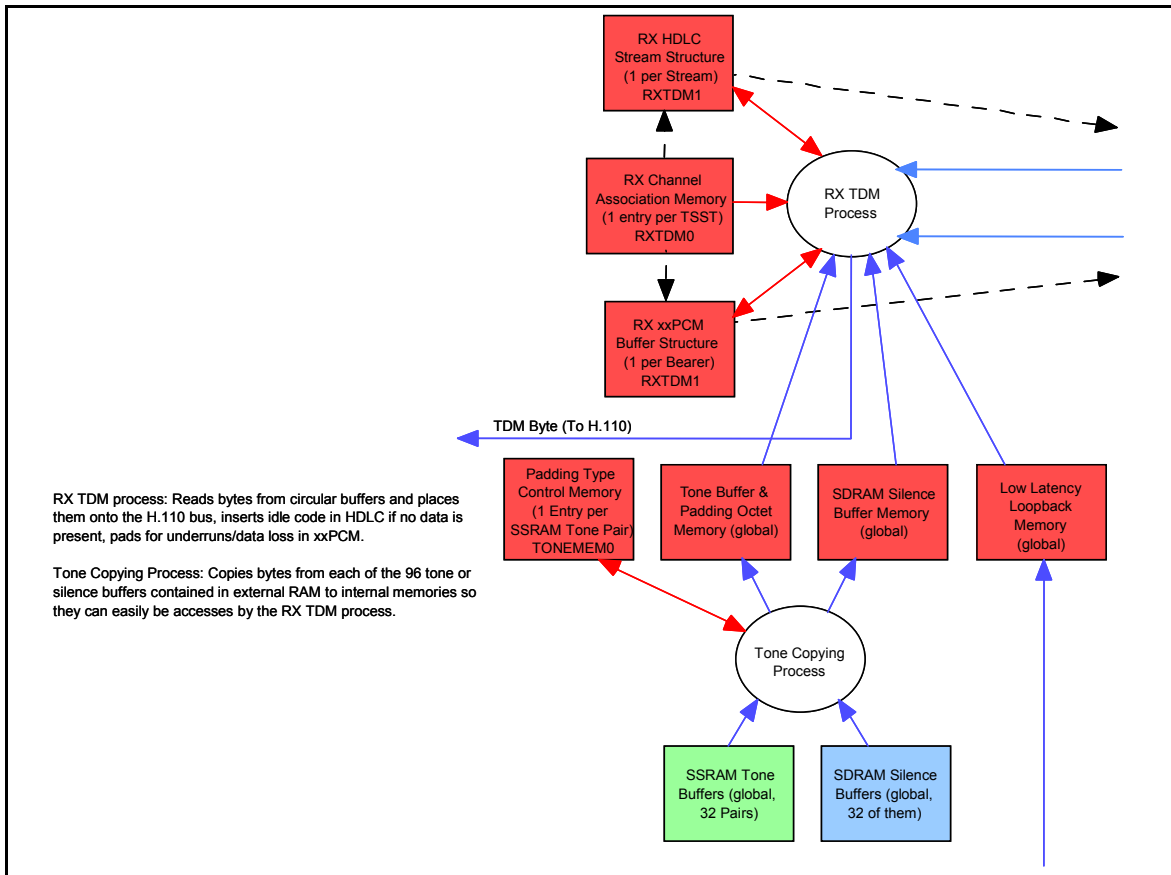 RX HDLC
Stream Structure
(1 per Stream)
RXTDM1
RX Channel
Association Memory
(1 entry per TSST)
RXTDM0
RX TDM
Process
RX xxPCM
Buffer Structure
(1 per Bearer)
RXTDM1
TDM Byte (To H.110)
Padding Type
Control Memory
(1 Entry per
SSRAM Tone Pair)
TONEMEM0
Tone Buffer &
Padding Octet
Memory (global)
SDRAM Silence
Buffer Memory
(global)
Low Latency
Loopback
Memory
(global)
RX TDM process: Reads bytes from circular buffers and places
them onto the H.110 bus, inserts idle code in HDLC if no data is
present, pads for underruns/data loss in xxPCM.
Tone Copying Process: Copies bytes from each of the 96 tone or
silence buffers contained in external RAM to internal memories so
they can easily be accesses by the RX TDM process.
Tone Copying
Process
SSRAM Tone
Buffers (global,
32 Pairs)
SDRAM Silence
Buffers (global,
32 of them)